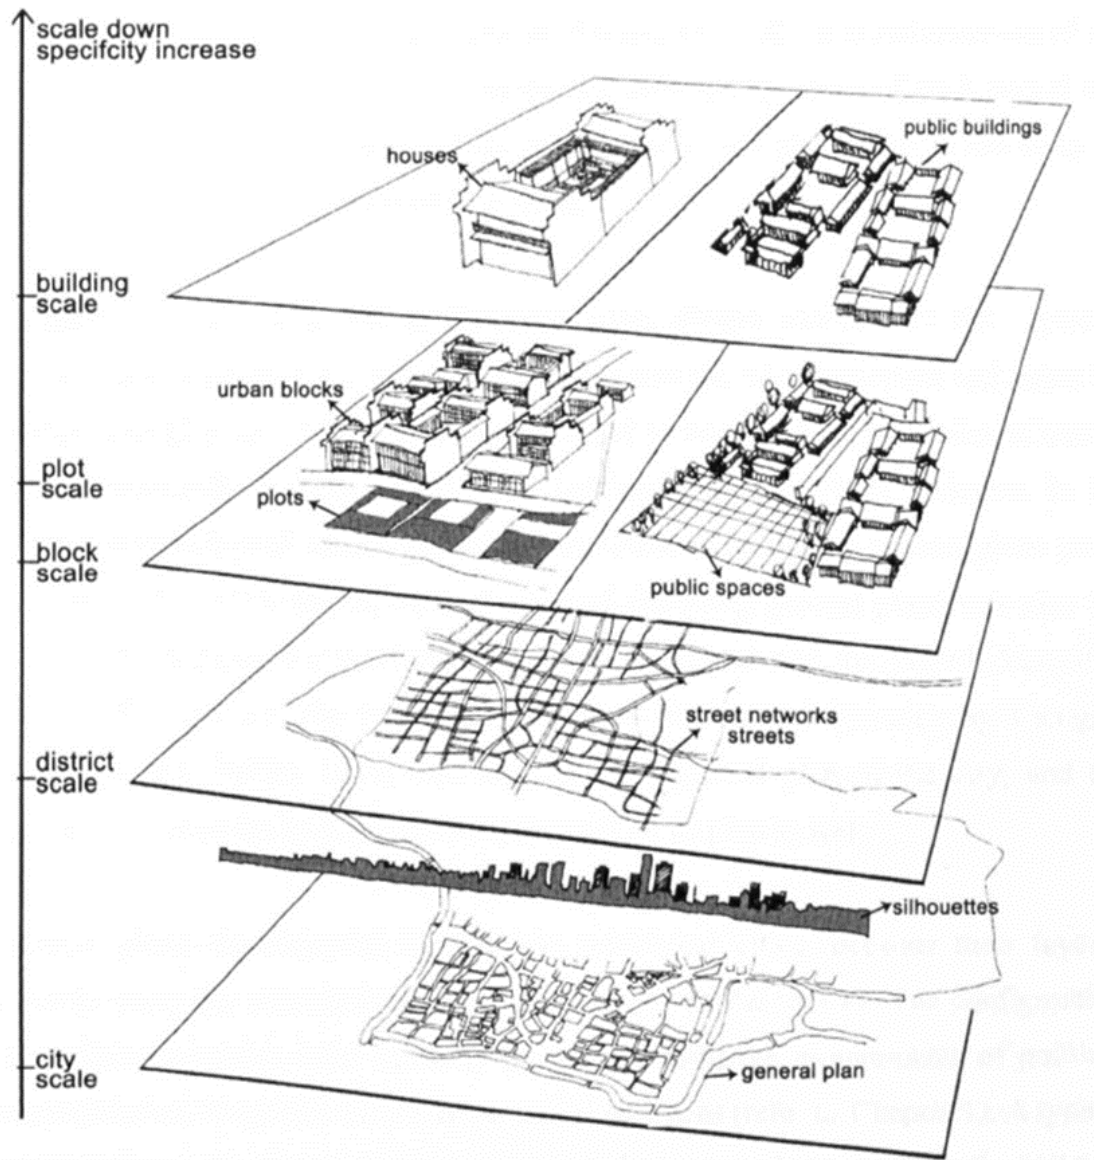 scale down
specifcity increase
public buildings
houses
building
scale
urban blocks
plot
scale
plots
block
scale
public spaces
street networks
streets
district
scale
silhouettes
city
scale
general plan